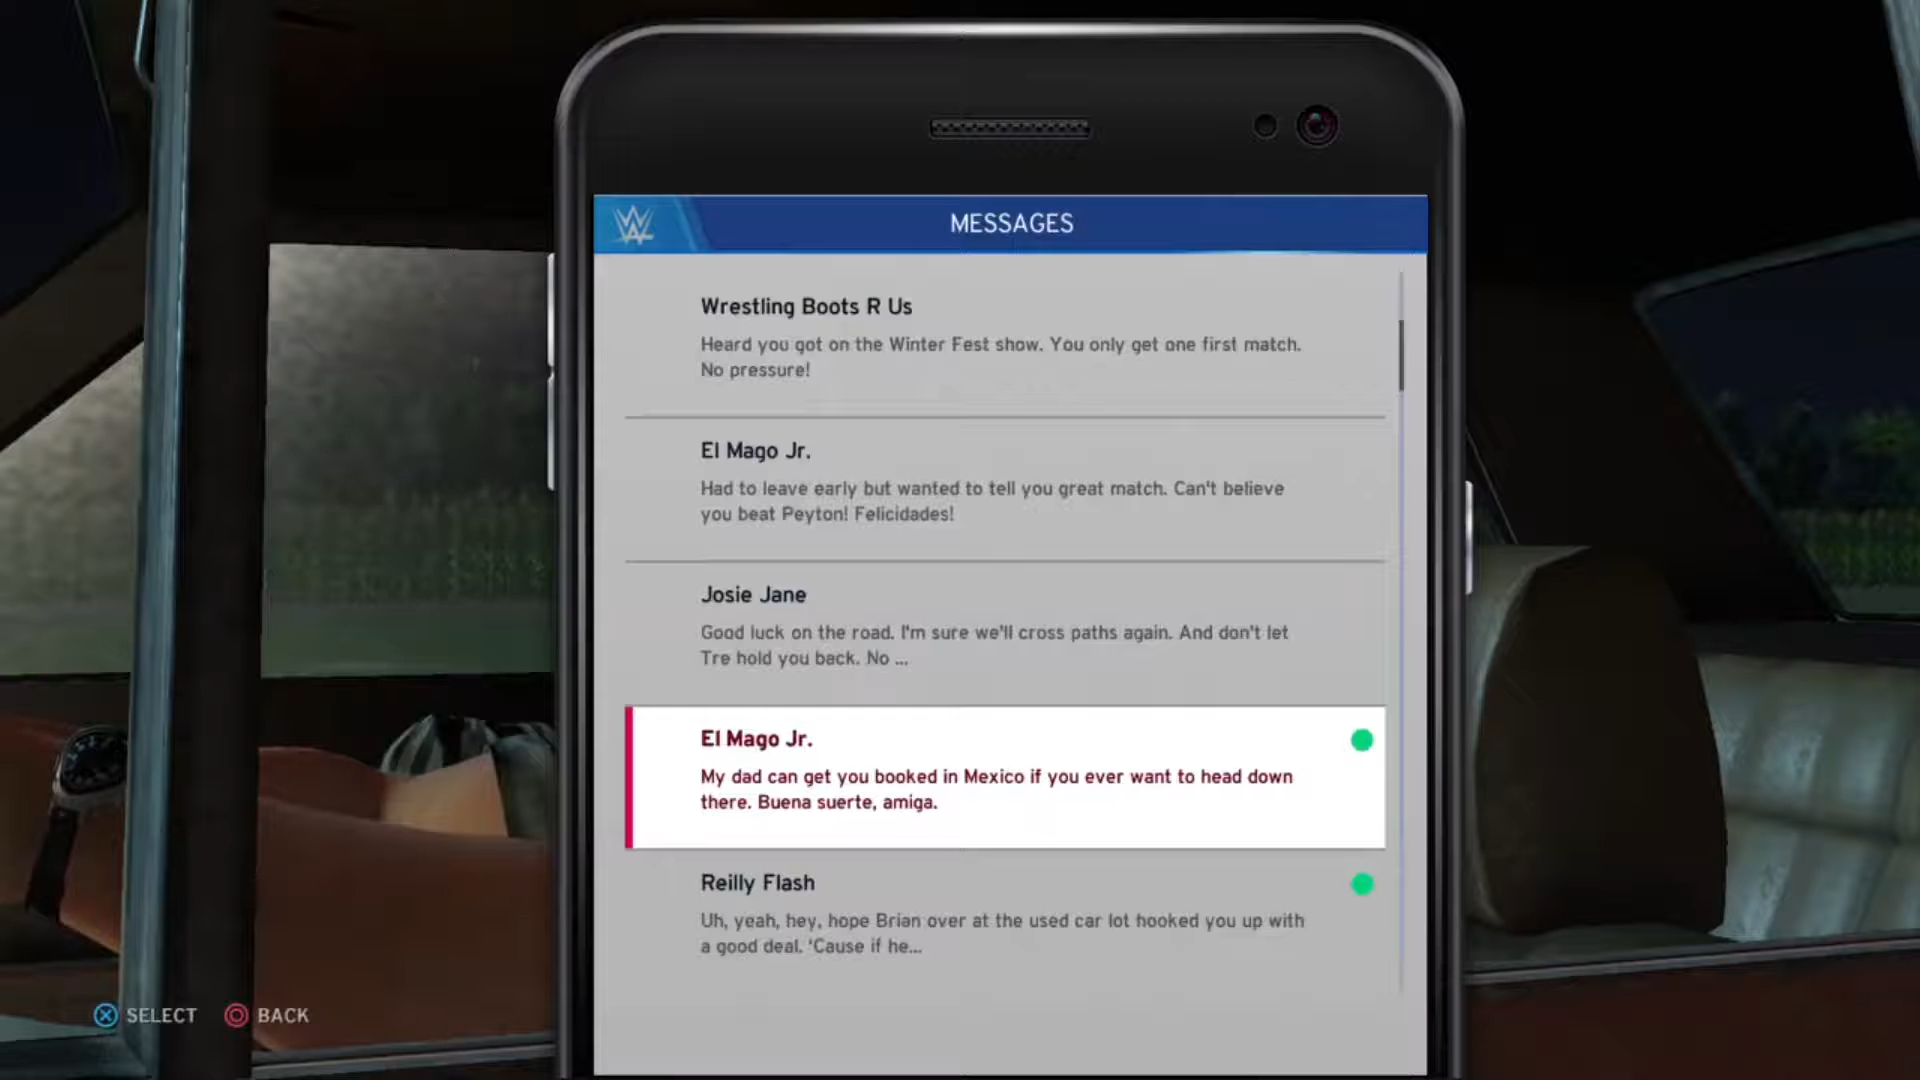 MESSAGES
Wrestling Boots R Us
Heard you got on the Winter Fest show. You only get one first match.
No pressure!
El Mago Jr.
Had to leave early but wanted to tell you great match. Can't believe
you beat Peyton! Felicidades!
Josie Jane
Good luck on the road. I'm sure we'll cross paths again. And don't let
Tre hold you back. No ...
El Mago Jr.
My dad can get you booked in Mexico if you ever want to head down
there. Buena suerte, amiga.
Reilly Flash
Uh, yeah, hey, hope Brian over at the used car lot hooked you up with
a good deal. 'Cause if he...
SELECT BACK